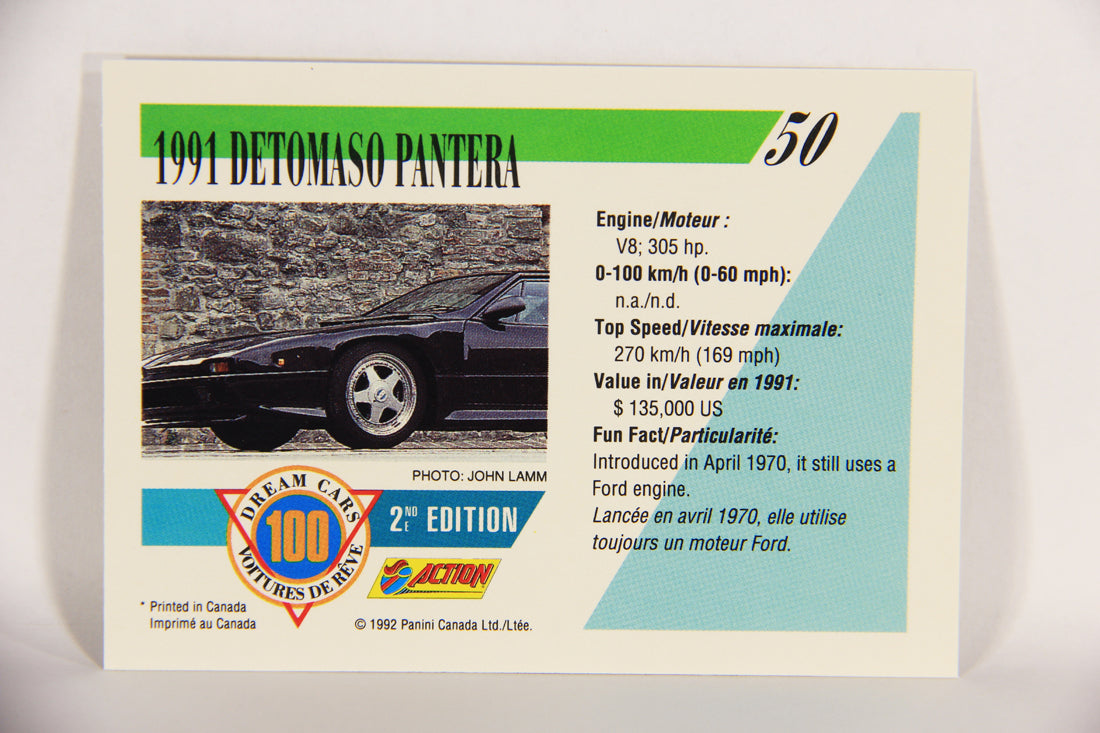 1991 DETOMASO PANTERA
50
Engine/Moteur :
V8; 305 hp.
0-100 km/h (0-60 mph):
n.a./n.d.
Top Speed/Vitesse maximale:
270 km/h (169 mph)
Value in/Valeur en 1991:
$ 135,000 US
Fun Fact/Particularité:
Introduced in April 1970, it still uses a
Ford engine.
Lancée en avril 1970, elle utilise
toujours un moteur Ford.
PHOTO: JOHN LAMM
DREAM CARS
100
VOITURES DE RÊVE
2ND E EDITION
ACTION
* Printed in Canada
Imprimé au Canada
© 1992 Panini Canada Ltd./Ltée.